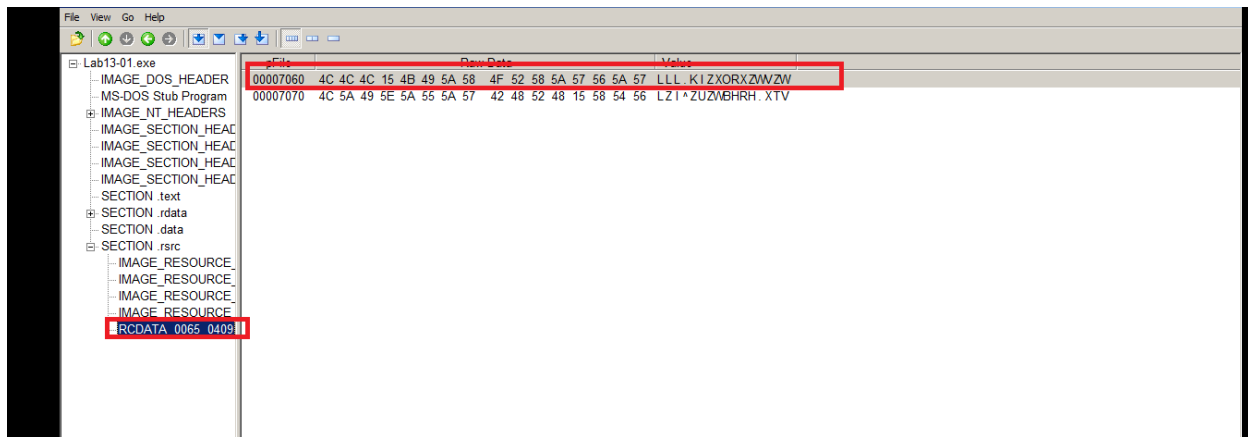 File View Go Help
Lab13-01.exe
IMAGE_DOS_HEADER
MS-DOS Stub Program
IMAGE_NT_HEADERS
IMAGE_SECTION_HEAD
IMAGE_SECTION_HEAD
IMAGE_SECTION_HEAD
IMAGE_SECTION_HEAD
SECTION .text
SECTION .rdata
SECTION .data
SECTION .rsrc
IMAGE_RESOURCE_
IMAGE_RESOURCE_
IMAGE_RESOURCE_
IMAGE_RESOURCE_
RCDATA 0065 0409
pFile Raw Data Value
00007060 4C 4C 4C 15 4B 49 5A 58 4F 52 58 5A 57 56 5A 57 LLL.KIZXORXZWVZW
00007070 4C 5A 49 5E 5A 55 5A 57 42 48 52 48 15 58 54 56 LZI^ZUZWBHRH.XTV